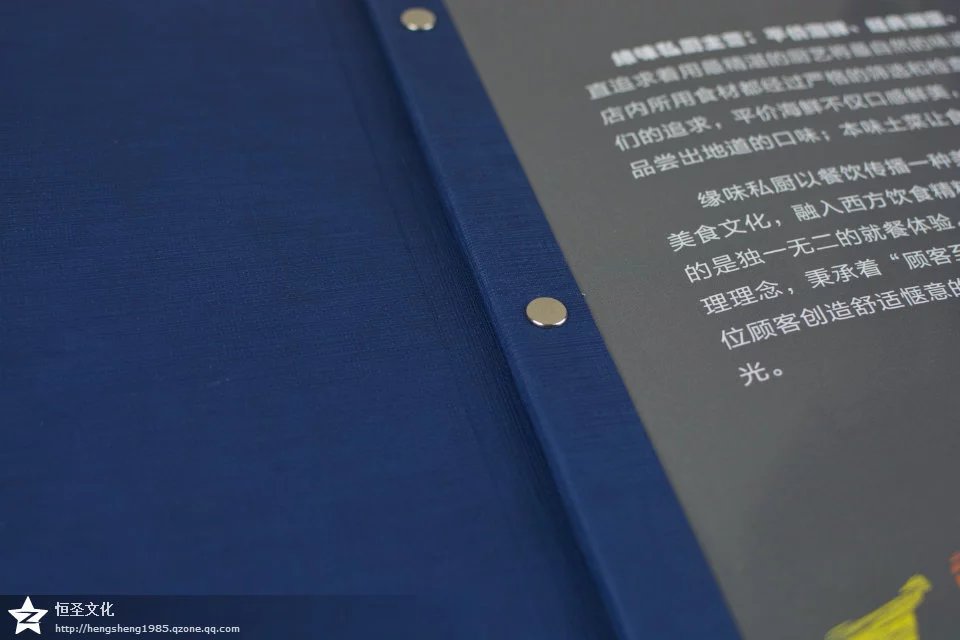 缘味私厨主营：平价海鲜、经典湘菜、
直追求着用最精湛的厨艺将最自然的味
店内所用食材都经过严格的筛选和检
们的追求，平价海鲜不仅口感鲜美，
品尝出地道的口味；本味土菜让食
缘味私厨以餐饮传播一种
美食文化，融入西方饮食精
的是独一无二的就餐体验。
理理念，秉承着“顾客至
位顾客创造舒适惬意的
光。
恒圣文化
http://hengsheng1985.qzone.qq.com